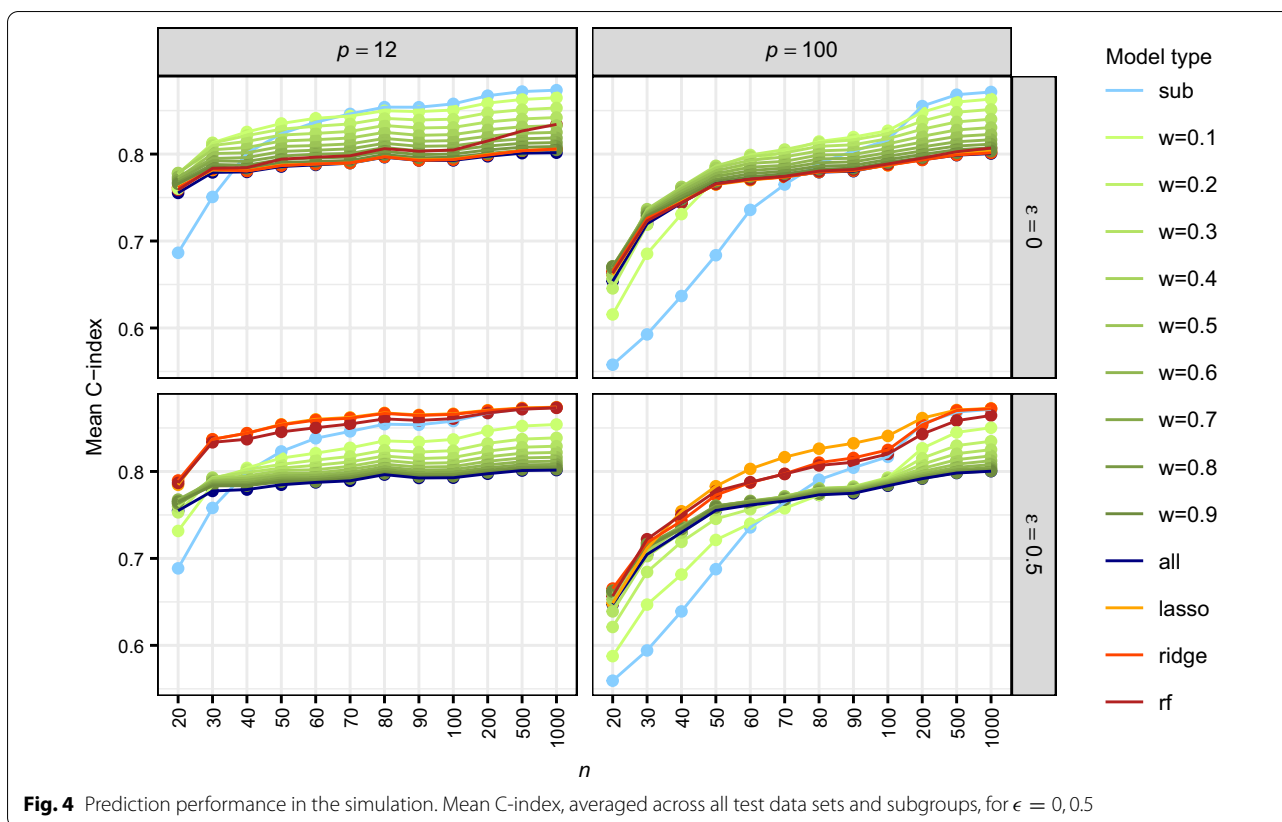 p = 12
p = 100
Mean C−index
0.8
0.7
0.6
ε = 0
0.8
0.7
0.6
ε = 0.5
20
30
40
50
60
70
80
90
100
200
500
1000
20
30
40
50
60
70
80
90
100
200
500
1000
n
Model type
sub
w=0.1
w=0.2
w=0.3
w=0.4
w=0.5
w=0.6
w=0.7
w=0.8
w=0.9
all
lasso
ridge
rf
Fig. 4 Prediction performance in the simulation. Mean C-index, averaged across all test data sets and subgroups, for ϵ = 0, 0.5